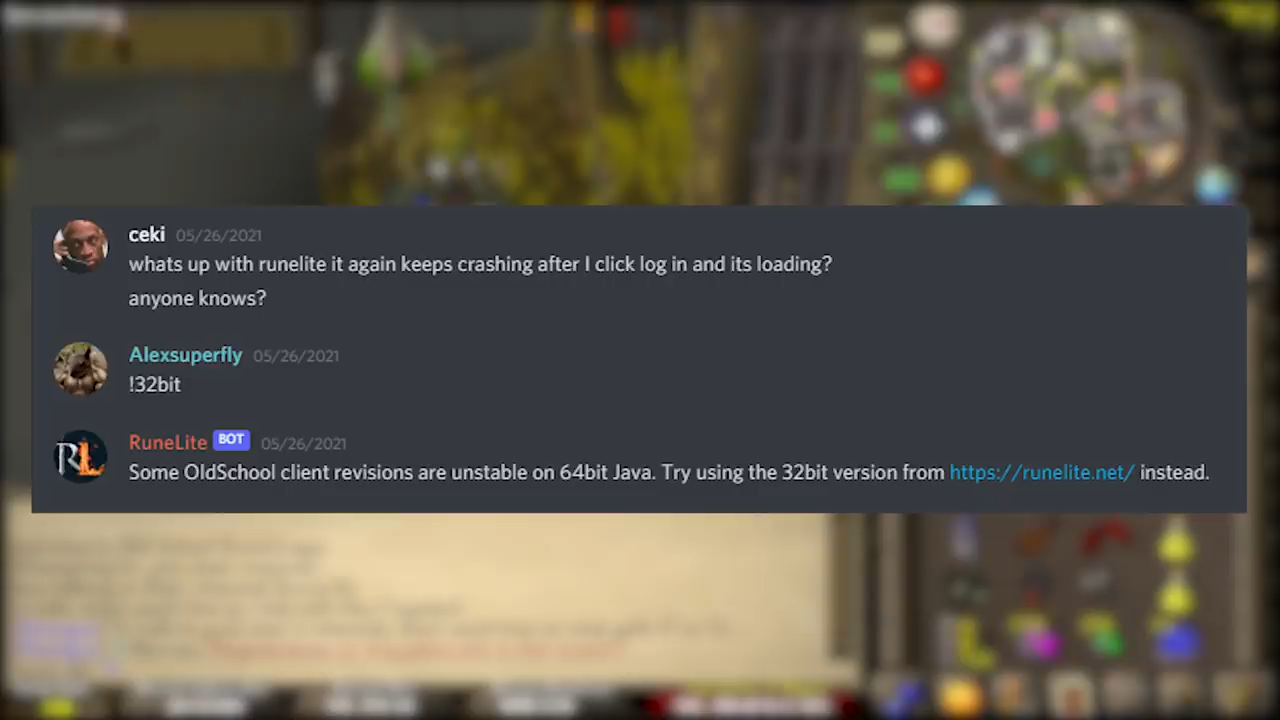 ceki 05/26/2021
whats up with runelite it again keeps crashing after I click log in and its loading?
anyone knows?
Alexsuperfly 05/26/2021
!32bit
RL
RuneLite BOT 05/26/2021
Some OldSchool client revisions are unstable on 64bit Java. Try using the 32bit version from https://runelite.net/ instead.